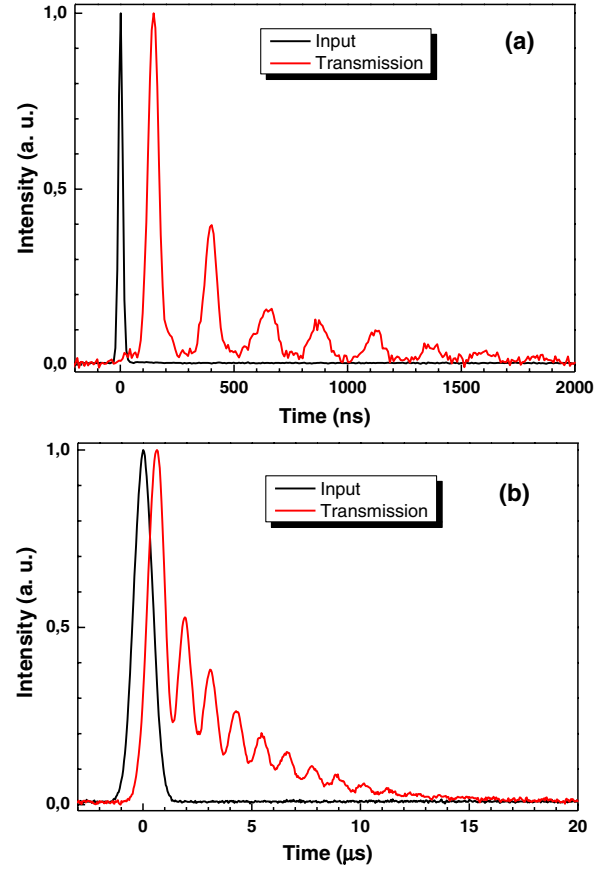 (a)
Input
Transmission
1,0
0,5
0,0
Intensity (a. u.)
0 500 1000 1500 2000
Time (ns)
(b)
Input
Transmission
1,0
0,5
0,0
Intensity (a. u.)
0 5 10 15 20
Time (μs)